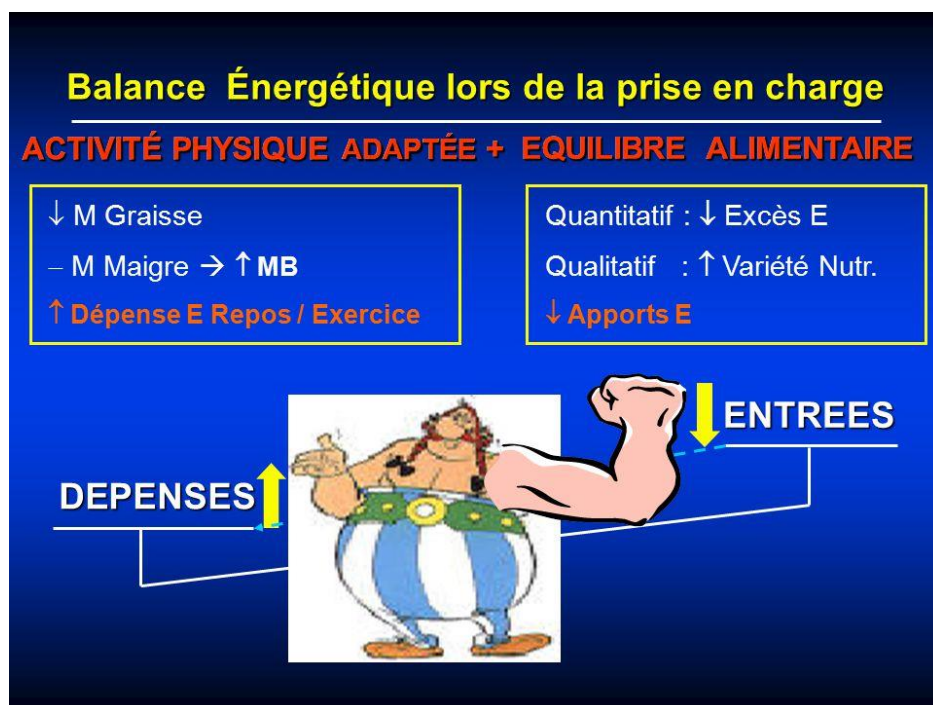 Balance Énergétique lors de la prise en charge
ACTIVITÉ PHYSIQUE ADAPTÉE + EQUILIBRE ALIMENTAIRE
↓ M Graisse
– M Maigre → ↑ MB
↑ Dépense E Repos / Exercice
Quantitatif : ↓ Excès E
Qualitatif : ↑ Variété Nutr.
↓ Apports E
ENTREES
DEPENSES